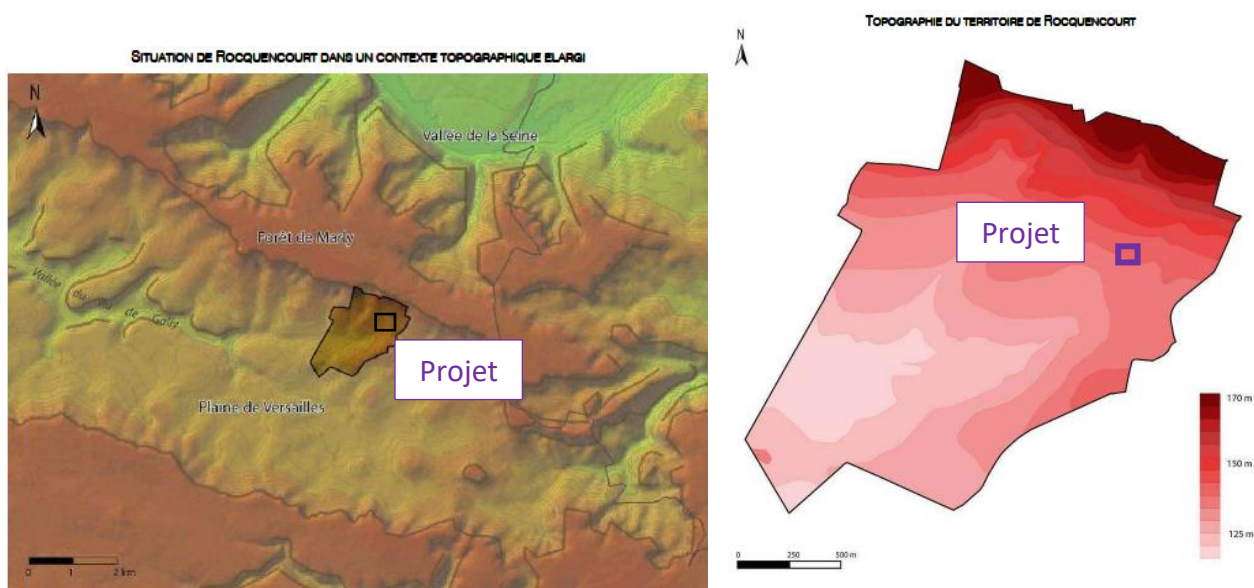 SITUATION DE ROCQUENCOURT DANS UN CONTEXTE TOPOGRAPHIQUE ELARGI
N
Vallée de la Seine
Forêt de Marly
Vallée du Ru de Gally
Projet
Plaine de Versailles
0 1 2 km
TOPOGRAPHIE DU TERRITOIRE DE ROCQUENCOURT
N
Projet
170 m
150 m
125 m
0 250 500 m